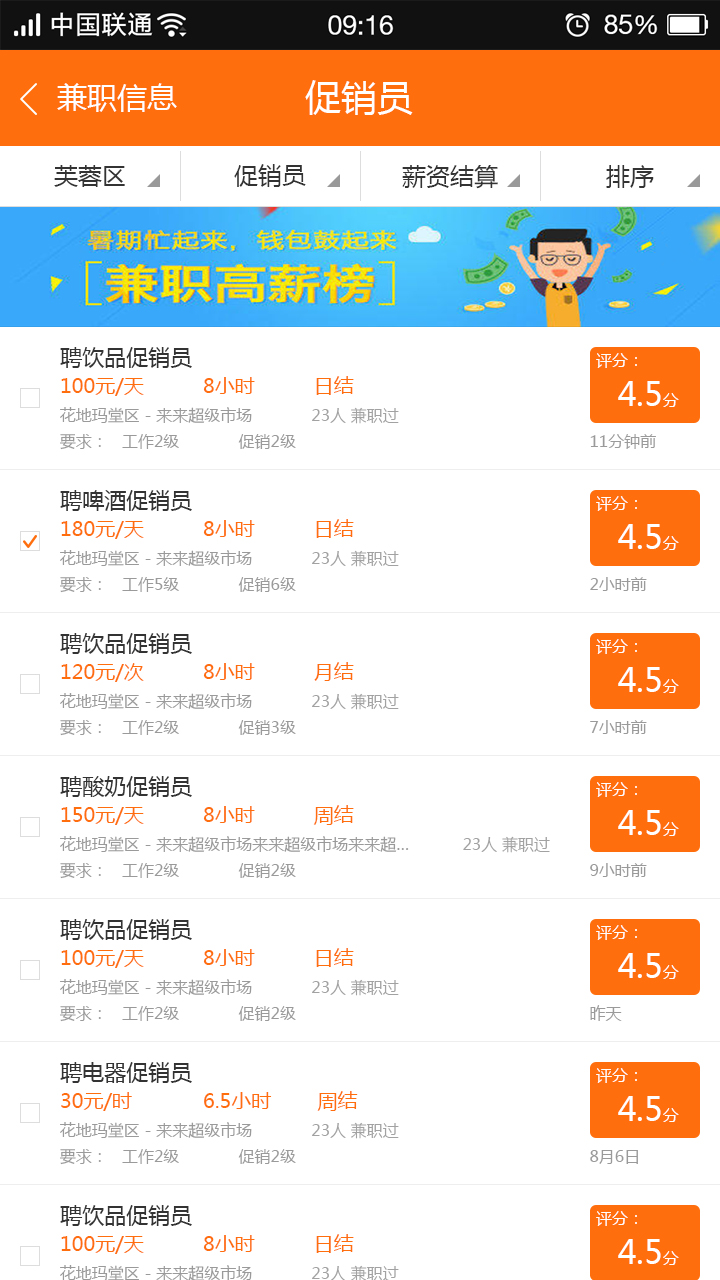 中国联通 09:16 85%
兼职信息 促销员
芙蓉区 促销员 薪资结算 排序
暑期忙起来，钱包鼓起来
[兼职高薪榜]
聘饮品促销员 评分：
100元/天 8小时 日结 4.5分
花地玛堂区 - 来来超级市场 23人 兼职过
要求： 工作2级 促销2级 11分钟前
聘啤酒促销员 评分：
180元/天 8小时 日结 4.5分
花地玛堂区 - 来来超级市场 23人 兼职过
要求： 工作5级 促销6级 2小时前
聘饮品促销员 评分：
120元/次 8小时 月结 4.5分
花地玛堂区 - 来来超级市场 23人 兼职过
要求： 工作2级 促销3级 7小时前
聘酸奶促销员 评分：
150元/天 8小时 周结 4.5分
花地玛堂区 - 来来超级市场来来超级市场来来超... 23人 兼职过
要求： 工作2级 促销2级 9小时前
聘饮品促销员 评分：
100元/天 8小时 日结 4.5分
花地玛堂区 - 来来超级市场 23人 兼职过
要求： 工作2级 促销2级 昨天
聘电器促销员 评分：
30元/时 6.5小时 周结 4.5分
花地玛堂区 - 来来超级市场 23人 兼职过
要求： 工作2级 促销2级 8月6日
聘饮品促销员 评分：
100元/天 8小时 日结 4.5分
花地玛堂区 - 来来超级市场 23人 兼职过